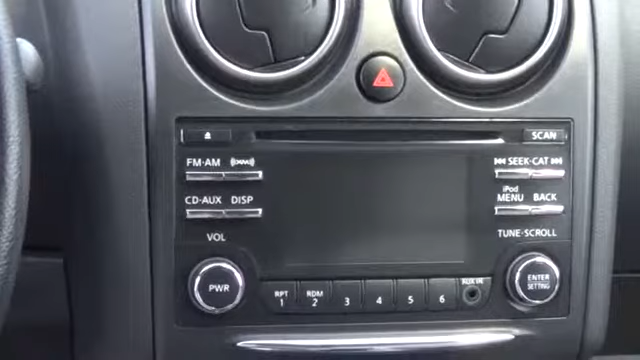 SCAN
FM·AM ((XM))
SEEK·CAT
CD·AUX DISP
iPod
MENU BACK
VOL
TUNE·SCROLL
PWR
ENTER
SETTING
RPT
1
RDM
2
3
4
5
6
AUX IN